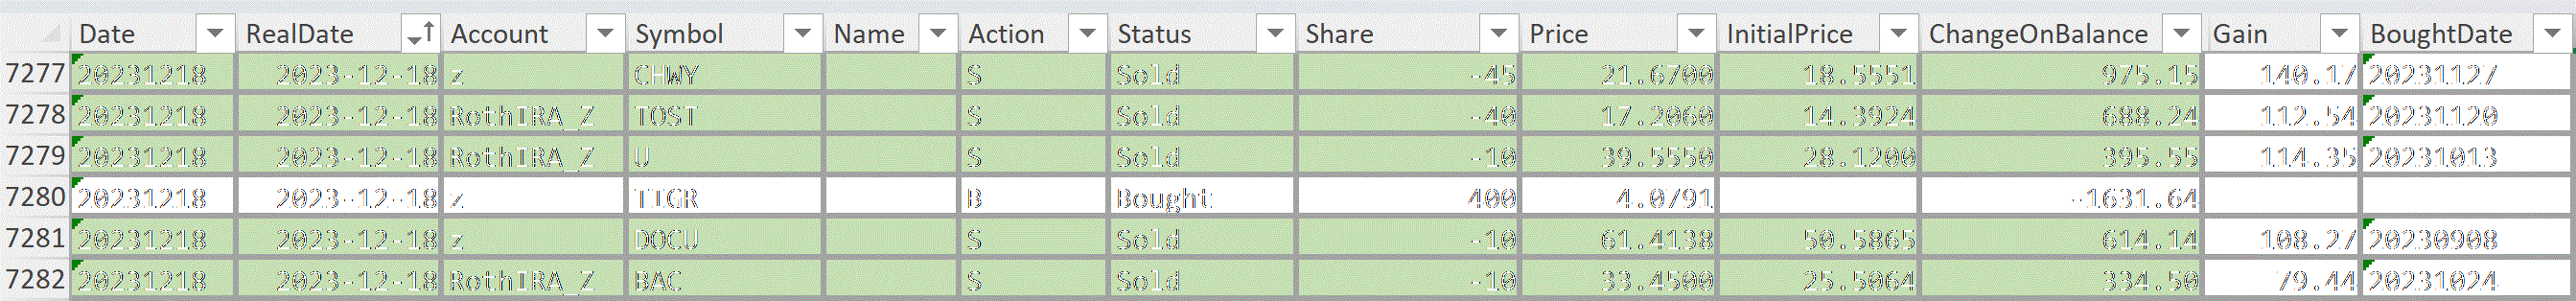 Date RealDate Account Symbol Name Action Status Share Price InitialPrice ChangeOnBalance Gain BoughtDate
7277 20231218 2023-12-18 z CHWY S Sold -45 21.6700 18.5551 975.15 140.17 20231127
7278 20231218 2023-12-18 RothIRA_Z TOST S Sold -40 17.2060 14.3924 688.24 112.54 20231120
7279 20231218 2023-12-18 RothIRA_Z U S Sold -10 39.5550 28.1200 395.55 114.35 20231013
7280 20231218 2023-12-18 z TIGR B Bought 400 4.0791 -1631.64
7281 20231218 2023-12-18 z DOCU S Sold -10 61.4138 50.5865 614.14 108.27 20230908
7282 20231218 2023-12-18 RothIRA_Z BAC S Sold -10 33.4500 25.5064 334.50 79.44 20231024